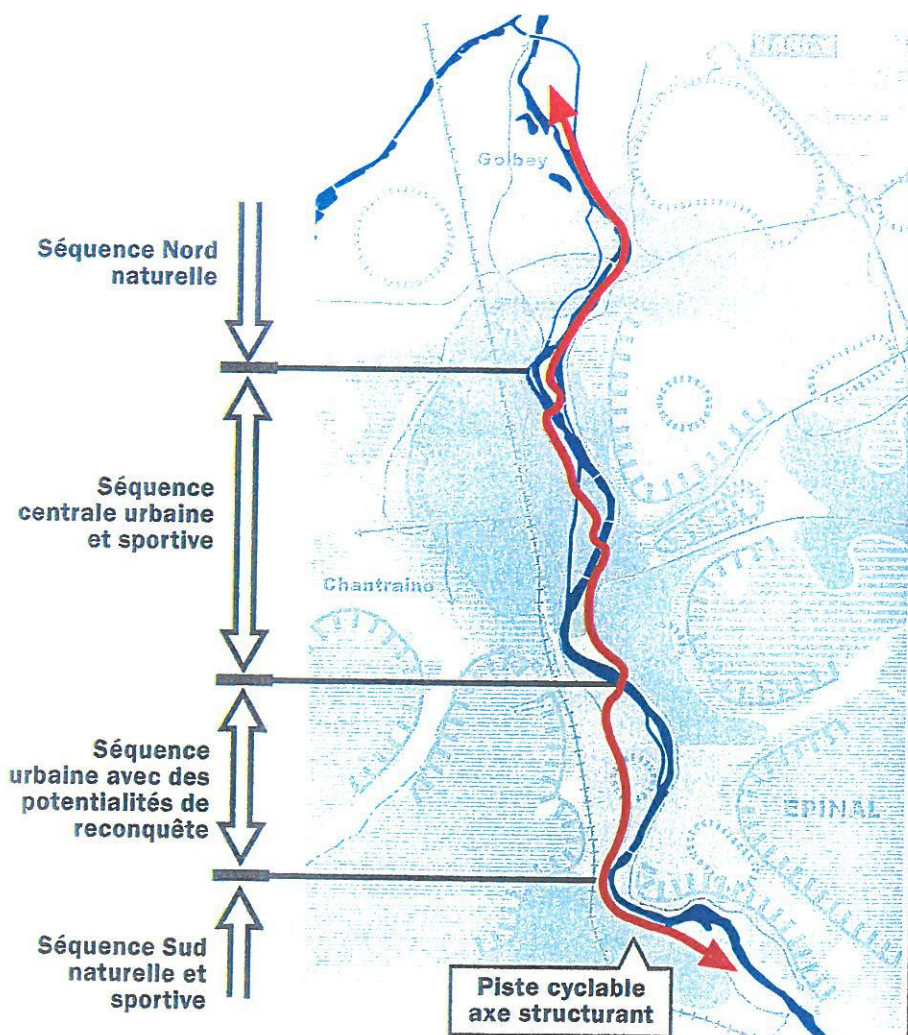 NANCY
Golbey
Séquence Nord
naturelle
Séquence
centrale urbaine
et sportive
Chantraine
Séquence
urbaine avec des
potentialités de
reconquête
EPINAL
Séquence Sud
naturelle et
sportive
Piste cyclable
axe structurant